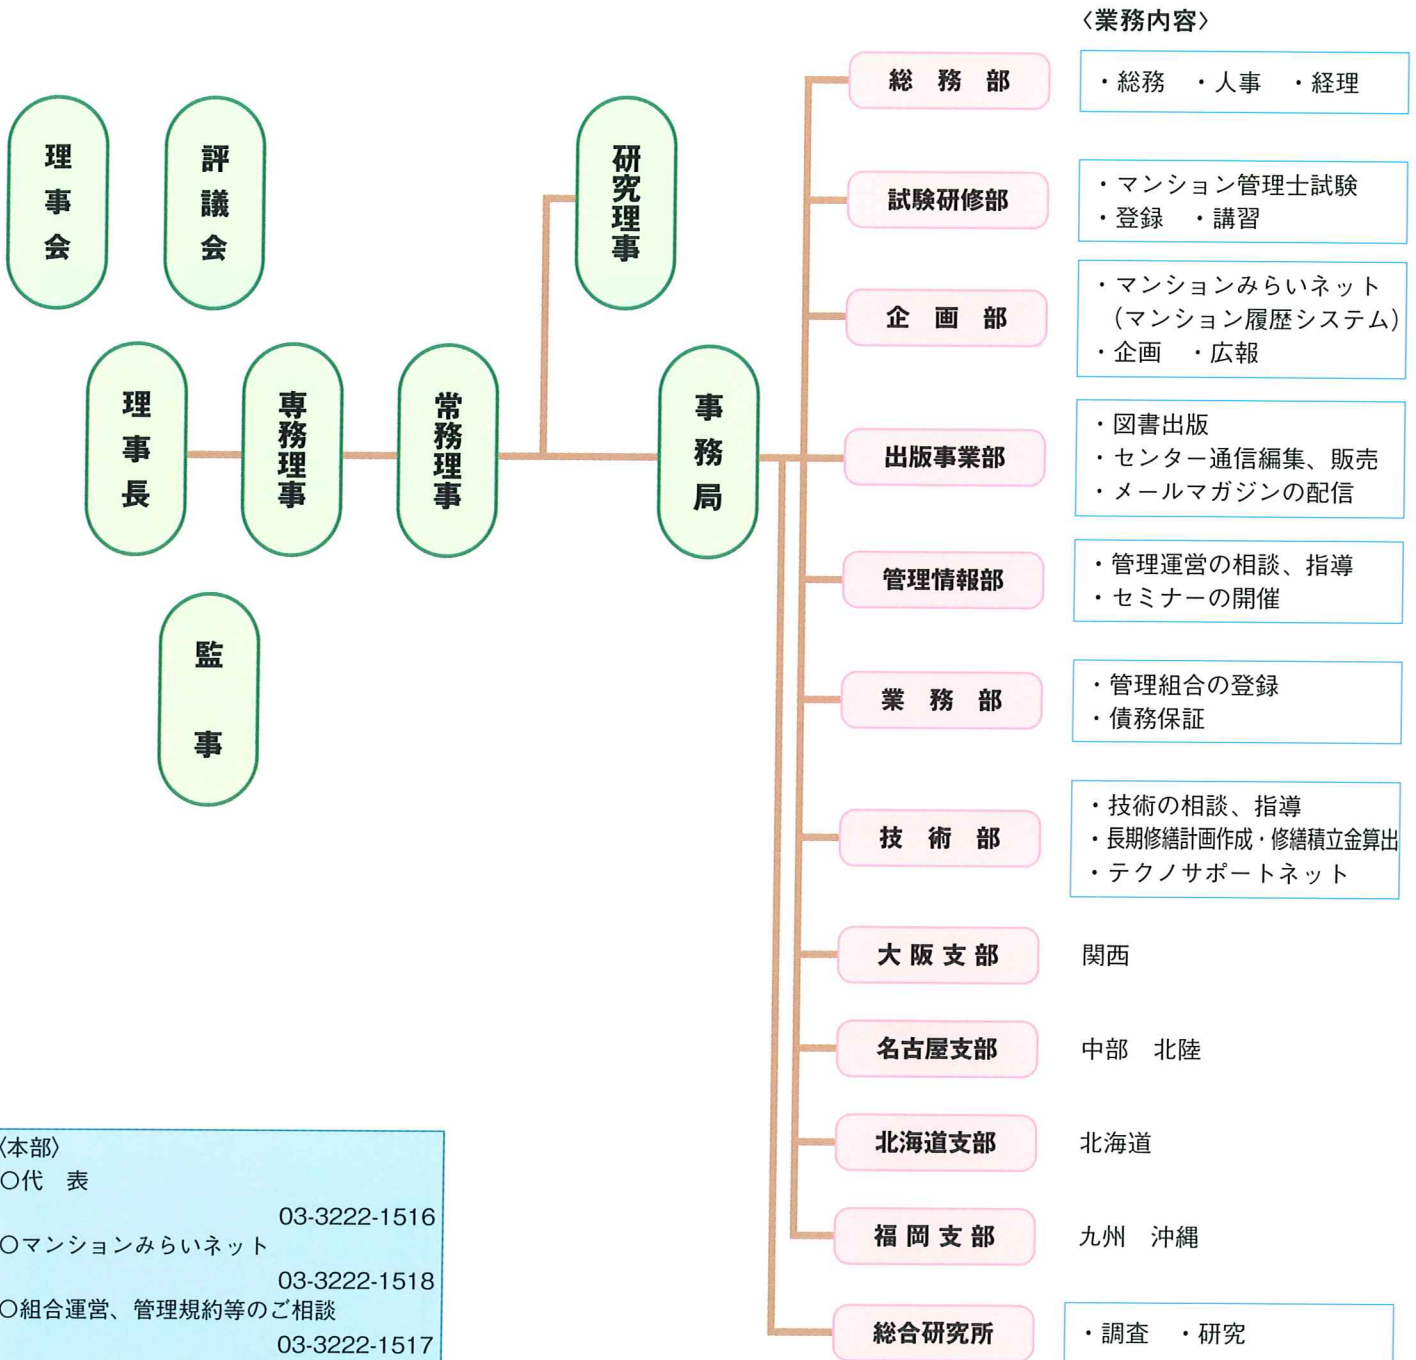 〈業務内容〉
理事会
評議会
研究理事
理事長
専務理事
常務理事
事務局
監事
総務部
・総務　・人事　・経理
試験研修部
・マンション管理士試験
・登録　・講習
企画部
・マンションみらいネット
（マンション履歴システム）
・企画　・広報
出版事業部
・図書出版
・センター通信編集、販売
・メールマガジンの配信
管理情報部
・管理運営の相談、指導
・セミナーの開催
業務部
・管理組合の登録
・債務保証
技術部
・技術の相談、指導
・長期修繕計画作成・修繕積立金算出
・テクノサポートネット
大阪支部
関西
名古屋支部
中部　北陸
北海道支部
北海道
福岡支部
九州　沖縄
総合研究所
・調査　・研究
〈本部〉
○代　表
03-3222-1516
○マンションみらいネット
03-3222-1518
○組合運営、管理規約等のご相談
03-3222-1517